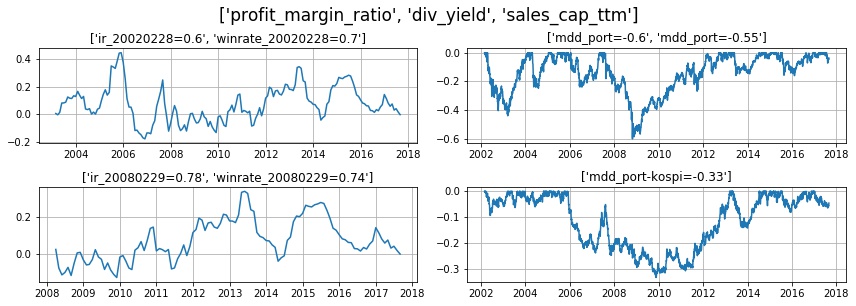 ['profit_margin_ratio', 'div_yield', 'sales_cap_ttm']
['ir_20020228=0.6', 'winrate_20020228=0.7']
0.4
0.2
0.0
−0.2
2004 2006 2008 2010 2012 2014 2016 2018
['mdd_port=-0.6', 'mdd_port=-0.55']
0.0
−0.2
−0.4
−0.6
2002 2004 2006 2008 2010 2012 2014 2016 2018
['ir_20080229=0.78', 'winrate_20080229=0.74']
0.2
0.0
2008 2009 2010 2011 2012 2013 2014 2015 2016 2017 2018
['mdd_port-kospi=-0.33']
0.0
−0.1
−0.2
−0.3
2002 2004 2006 2008 2010 2012 2014 2016 2018